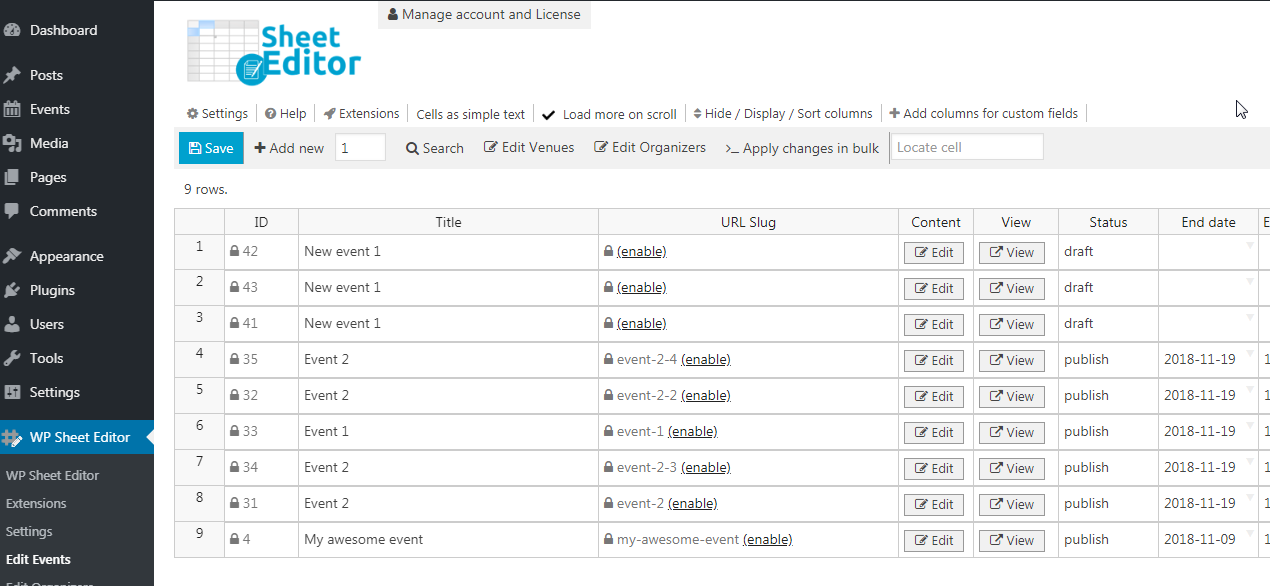 Manage account and License
Sheet Editor
Settings Help Extensions Cells as simple text Load more on scroll Hide / Display / Sort columns Add columns for custom fields
Save Add new 1 Search Edit Venues Edit Organizers >_ Apply changes in bulk Locate cell
9 rows.
ID Title URL Slug Content View Status End date E
1 42 New event 1 (enable) Edit View draft
2 43 New event 1 (enable) Edit View draft
3 41 New event 1 (enable) Edit View draft
4 35 Event 2 event-2-4 (enable) Edit View publish 2018-11-19 1
5 32 Event 2 event-2-2 (enable) Edit View publish 2018-11-19 1
6 33 Event 1 event-1 (enable) Edit View publish 2018-11-19 1
7 34 Event 2 event-2-3 (enable) Edit View publish 2018-11-19 1
8 31 Event 2 event-2 (enable) Edit View publish 2018-11-19 1
9 4 My awesome event my-awesome-event (enable) Edit View publish 2018-11-09 1
Dashboard
Posts
Events
Media
Pages
Comments
Appearance
Plugins
Users
Tools
Settings
WP Sheet Editor
WP Sheet Editor
Extensions
Settings
Edit Events
Edit Organizers